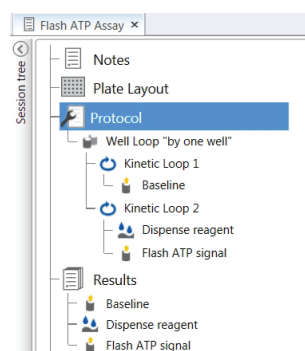 Flash ATP Assay ×
Session tree
Notes
Plate Layout
Protocol
Well Loop "by one well"
Kinetic Loop 1
Baseline
Kinetic Loop 2
Dispense reagent
Flash ATP signal
Results
Baseline
Dispense reagent
Flash ATP signal